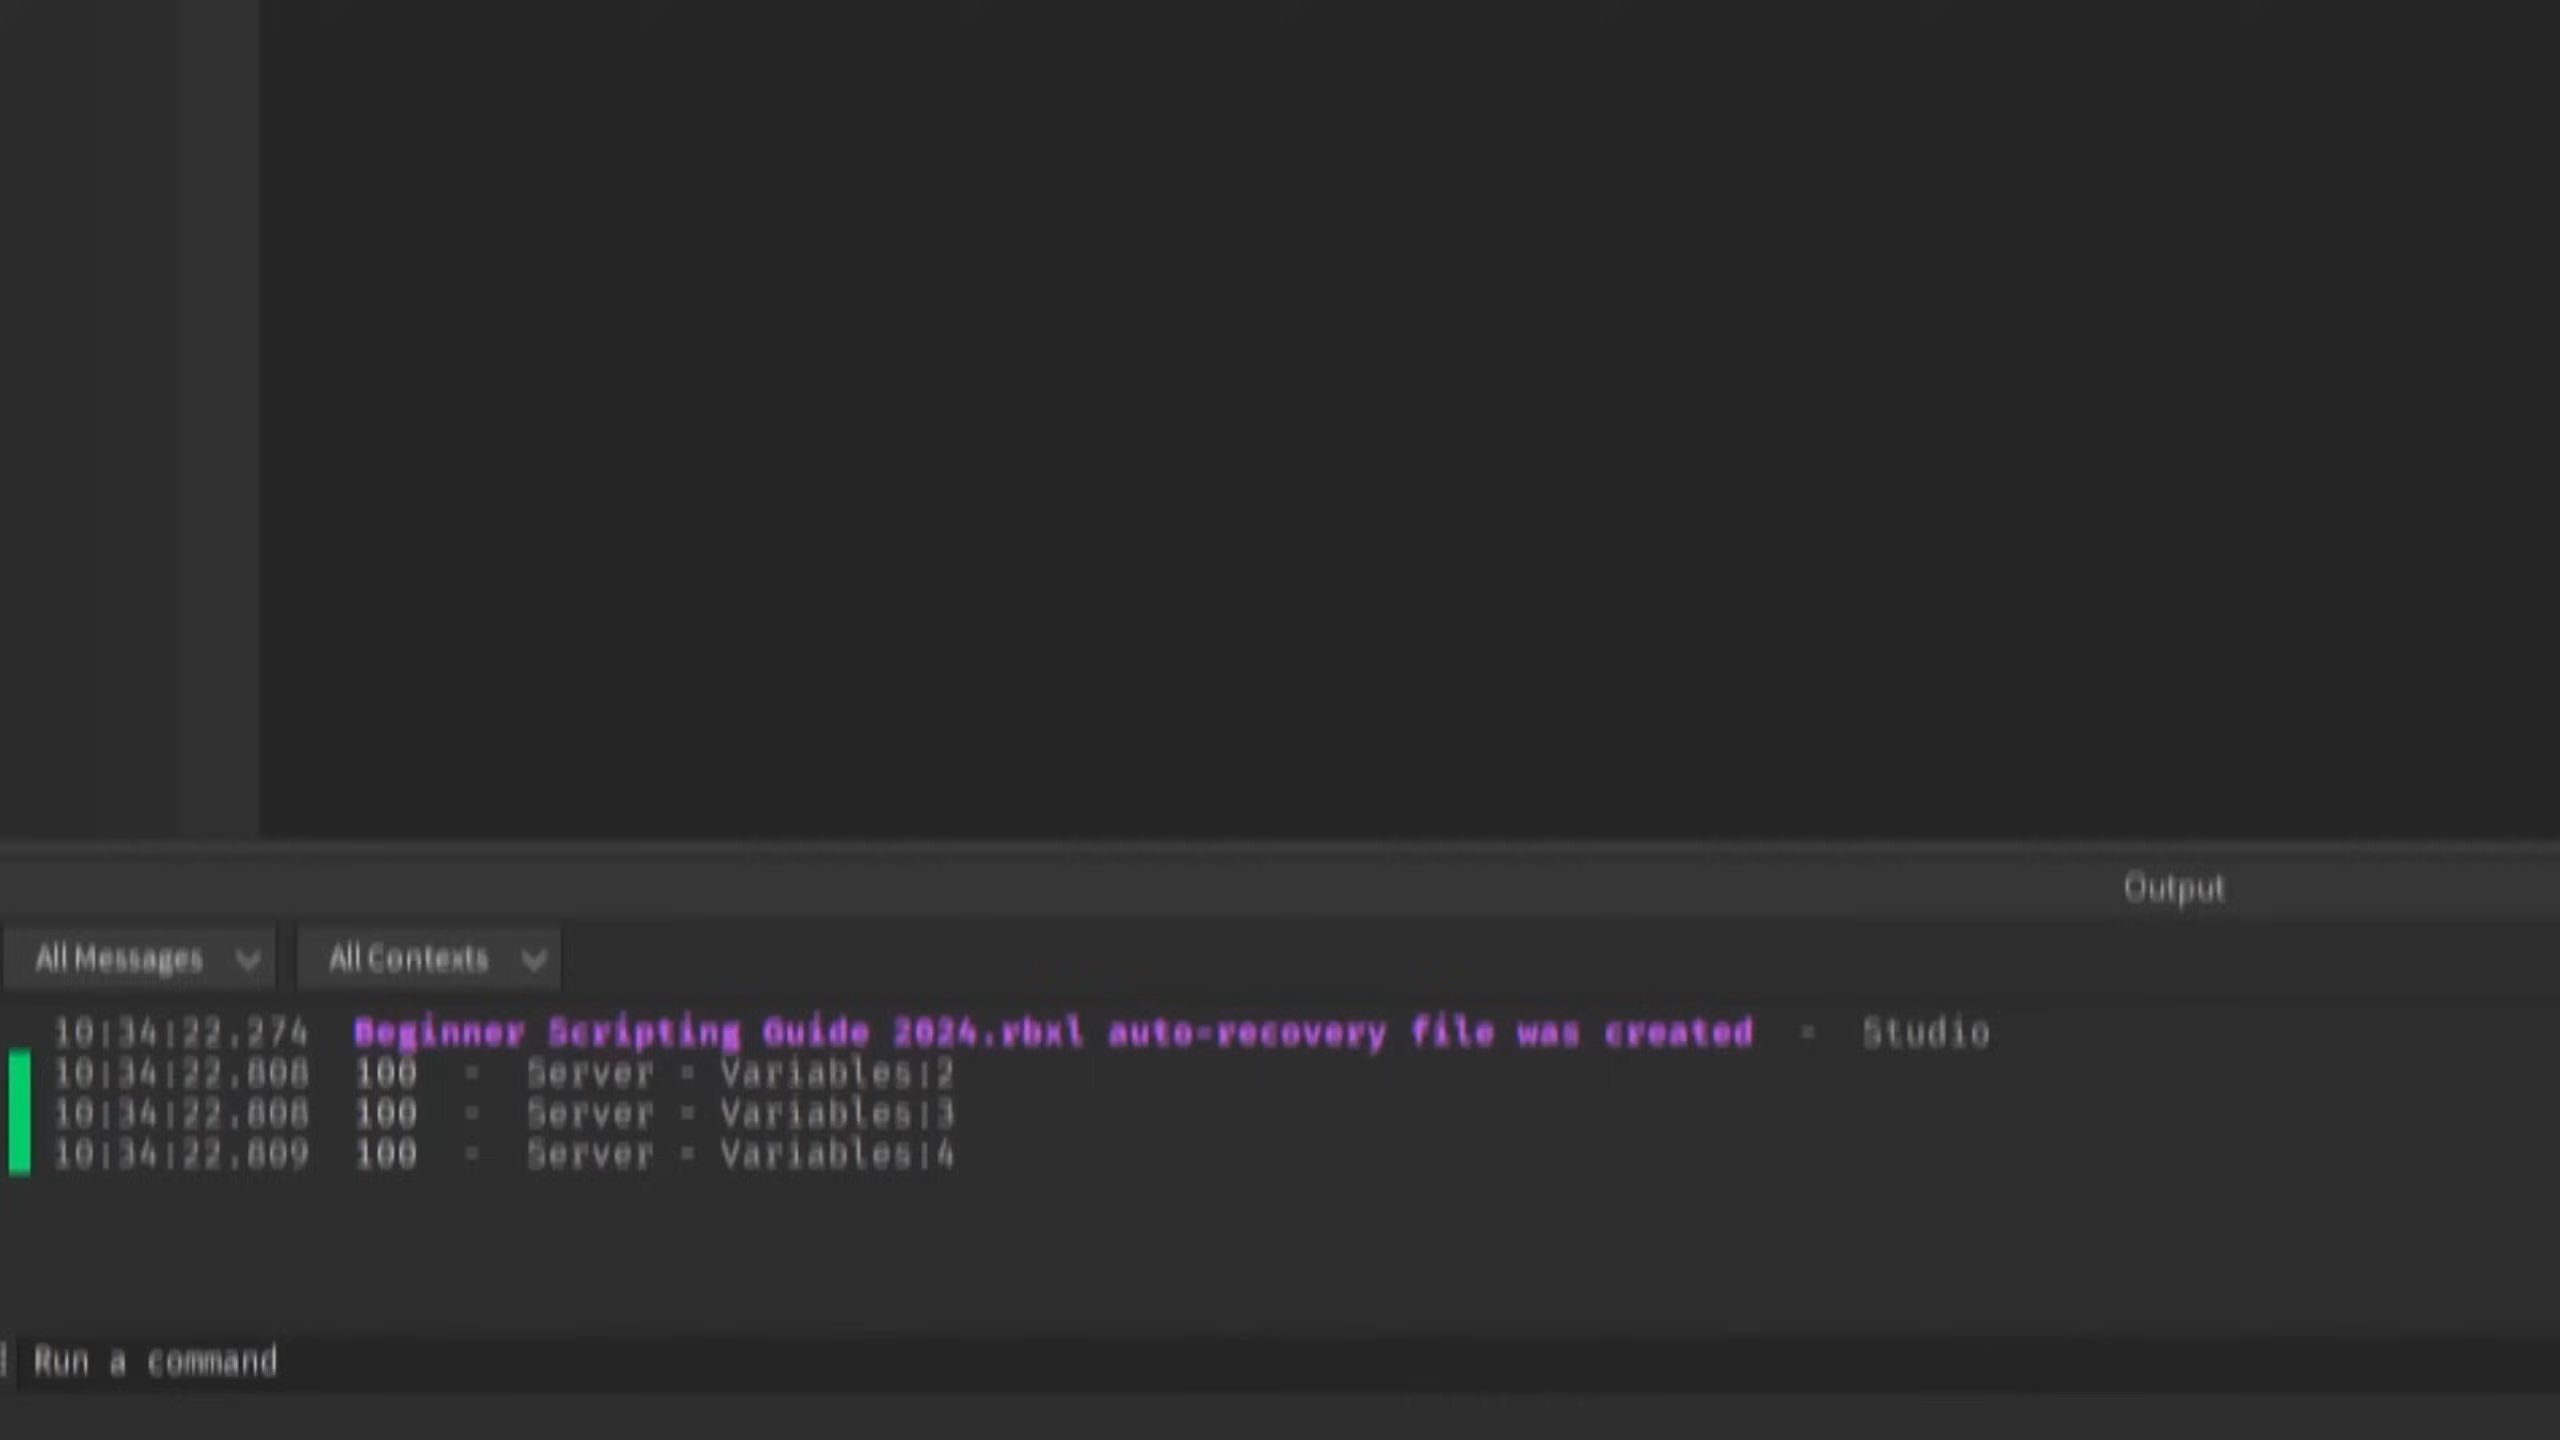 Output
All Messages All Contexts
10:34:22.274 Beginner Scripting Guide 2024.rbxl auto-recovery file was created - Studio
10:34:22.808 100 - Server - Variables:2
10:34:22.808 100 - Server - Variables:3
10:34:22.809 100 - Server - Variables:4
Run a command